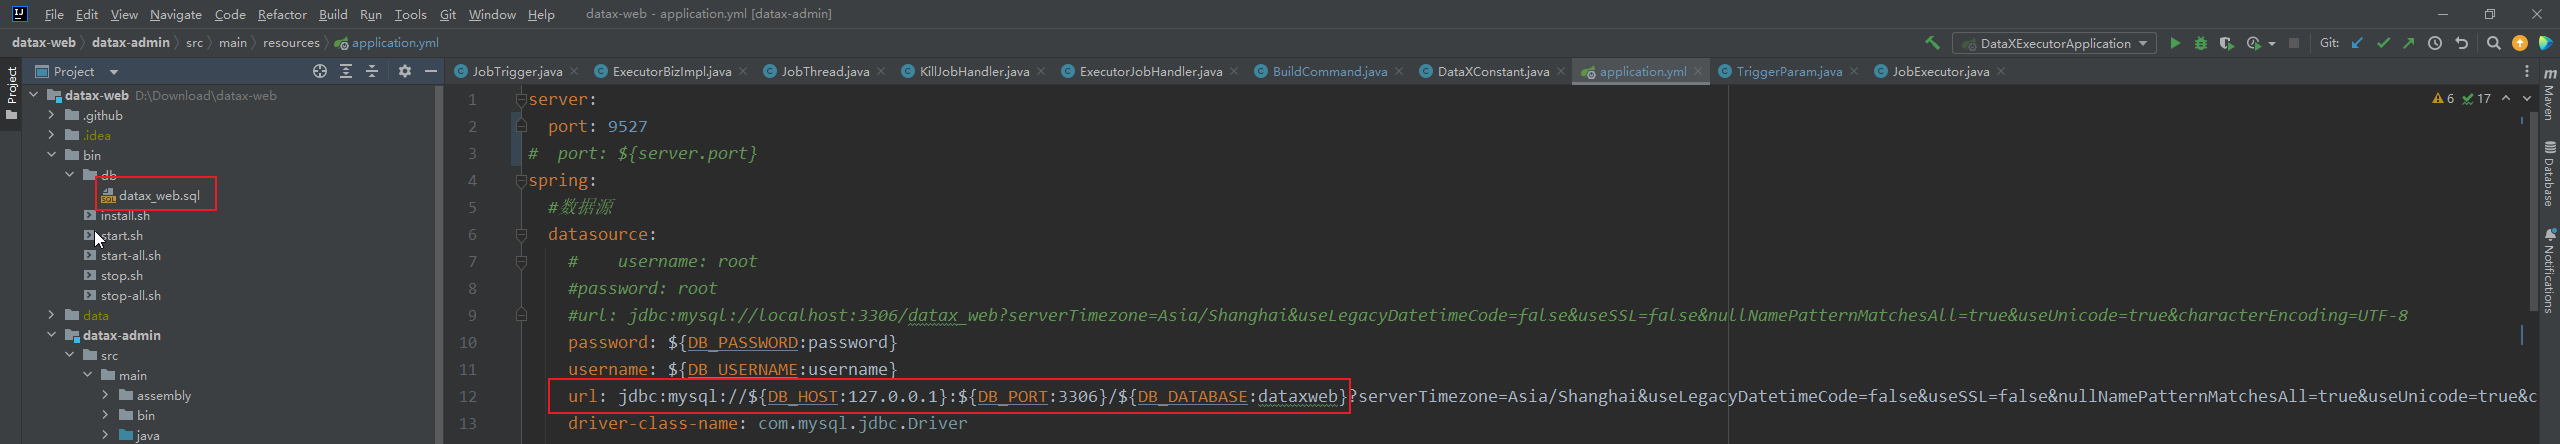 File Edit View Navigate Code Refactor Build Run Tools Git Window Help datax-web - application.yml [datax-admin]
datax-web datax-admin src main resources application.yml DataXExecutorApplication Git:
Project JobTrigger.java ExecutorBizImpl.java JobThread.java KillJobHandler.java ExecutorJobHandler.java BuildCommand.java DataXConstant.java application.yml TriggerParam.java JobExecutor.java
Project
datax-web D:\Download\datax-web
.github
.idea
bin
db
datax_web.sql
install.sh
start.sh
start-all.sh
stop.sh
stop-all.sh
data
datax-admin
src
main
assembly
bin
java
1 server:
2 port: 9527
3 # port: ${server.port}
4 spring:
5 #数据源
6 datasource:
7 # username: root
8 #password: root
9 #url: jdbc:mysql://localhost:3306/datax_web?serverTimezone=Asia/Shanghai&useLegacyDatetimeCode=false&useSSL=false&nullNamePatternMatchesAll=true&useUnicode=true&characterEncoding=UTF-8
10 password: ${DB_PASSWORD:password}
11 username: ${DB_USERNAME:username}
12 url: jdbc:mysql://${DB_HOST:127.0.0.1}:${DB_PORT:3306}/${DB_DATABASE:dataxweb}?serverTimezone=Asia/Shanghai&useLegacyDatetimeCode=false&useSSL=false&nullNamePatternMatchesAll=true&useUnicode=true&c
13 driver-class-name: com.mysql.jdbc.Driver
6 17
Maven
Database
Notifications